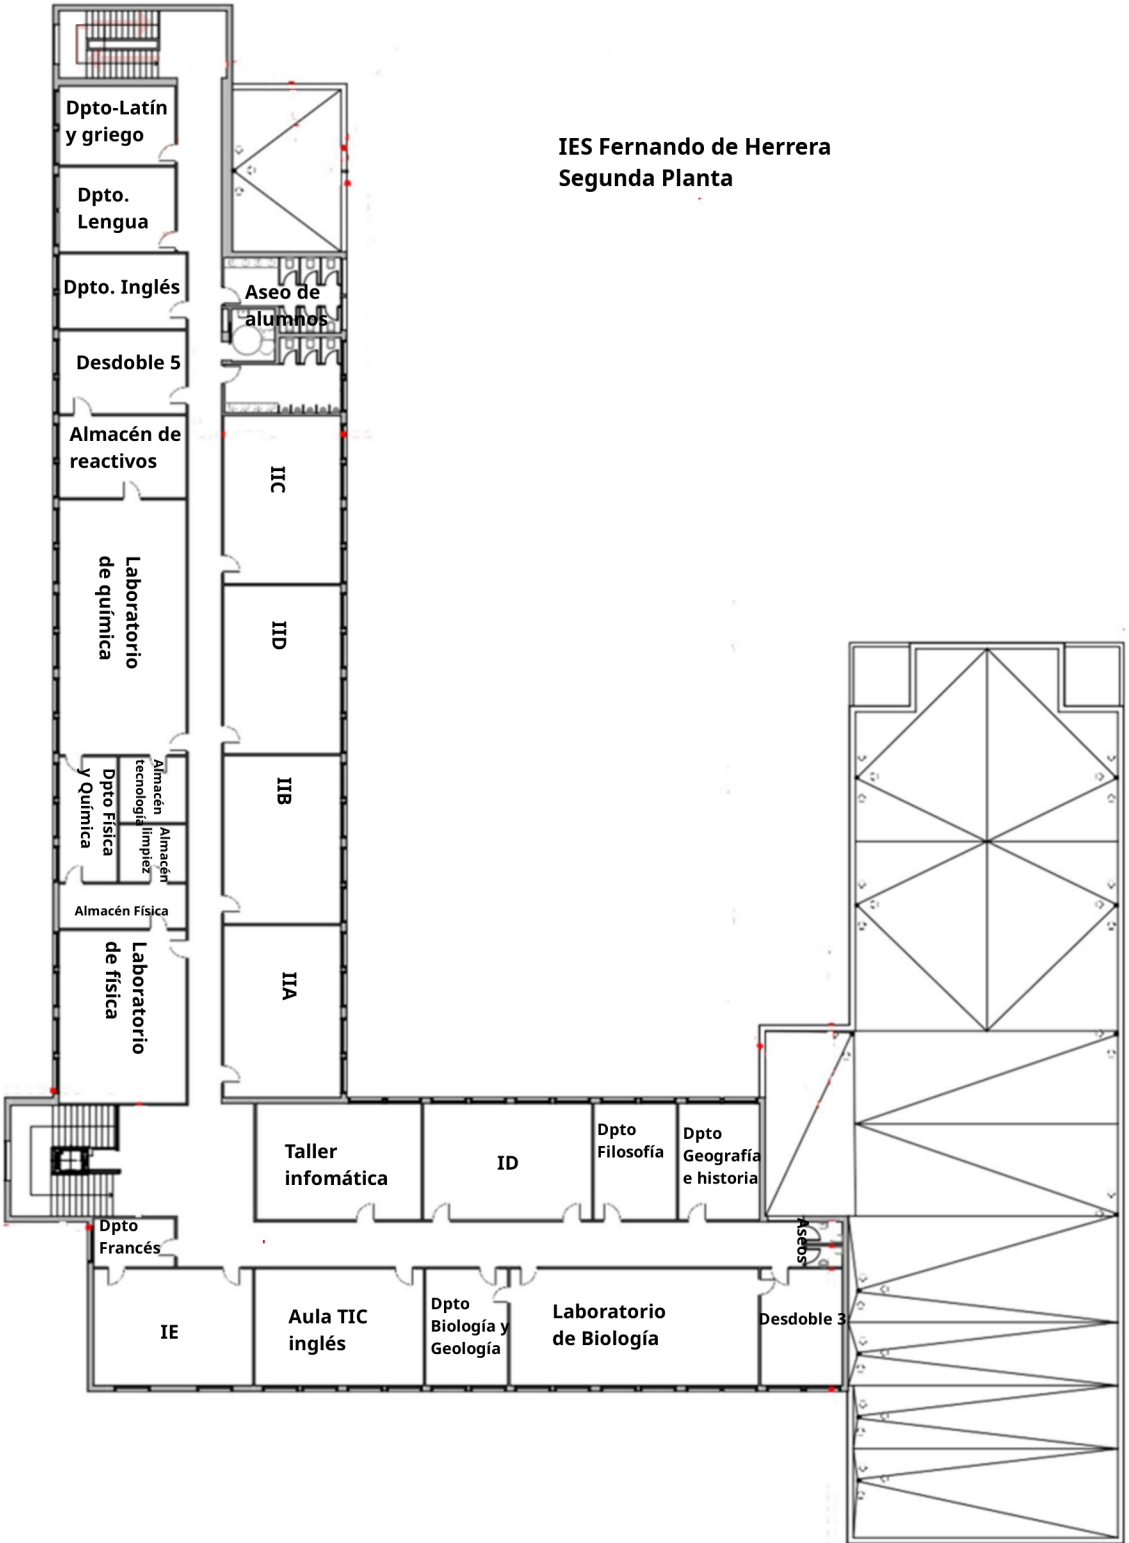 IES Fernando de Herrera
Segunda Planta
Dpto-Latín
y griego
Dpto.
Lengua
Dpto. Inglés
Aseo de
alumnos
Desdoble 5
Almacén de
reactivos
IIC
Laboratorio
de química
IID
Dpto Física
y Química
Almacén
tecnología
IIB
Almacén
limpiez
Almacén Física
Laboratorio
de física
IIA
Taller
infomática
ID
Dpto
Filosofía
Dpto
Geografía
e historia
Dpto
Francés
Aseos
IE
Aula TIC
inglés
Dpto
Biología y
Geología
Laboratorio
de Biología
Desdoble 3